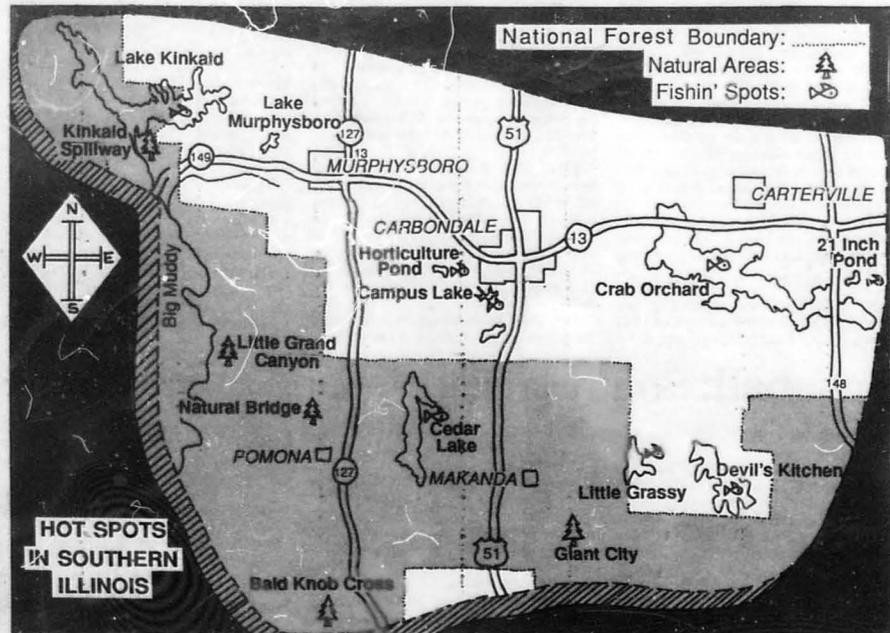 National Forest Boundary:
Natural Areas:
Fishin' Spots:
Lake Kinkaid
Lake
Murphysboro
Kinkaid
Spillway
127
13
51
149
MURPHYSBORO
CARTERVILLE
CARBONDALE
13
Horticulture
Pond
21 Inch
Pond
N
W
E
S
Campus Lake
Crab Orchard
Big Muddy
Little Grand
Canyon
148
Natural Bridge
Cedar
Lake
POMONA
127
MAKANDA
Devil's Kitchen
Little Grassy
HOT SPOTS
IN SOUTHERN
ILLINOIS
51
Giant City
Bald Knob Cross